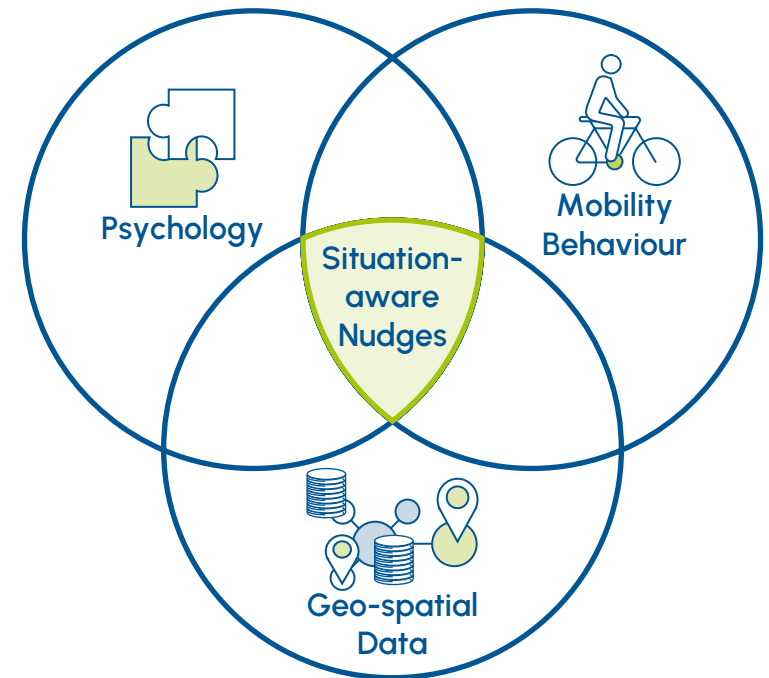 Psychology
Mobility
Behaviour
Situation-
aware
Nudges
Geo-spatial
Data